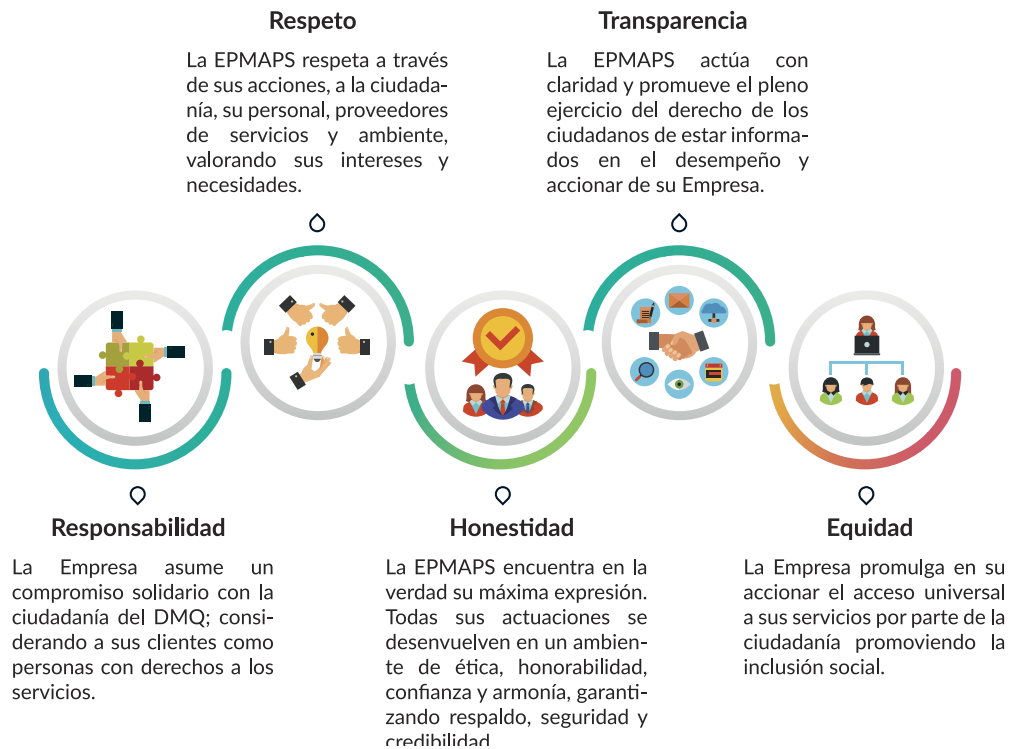 Respeto
La EPMAPS respeta a través
de sus acciones, a la ciudada-
nía, su personal, proveedores
de servicios y ambiente,
valorando sus intereses y
necesidades.
Transparencia
La EPMAPS actúa con
claridad y promueve el pleno
ejercicio del derecho de los
ciudadanos de estar informa-
dos en el desempeño y
accionar de su Empresa.
Responsabilidad
La Empresa asume un
compromiso solidario con la
ciudadanía del DMQ; consi-
derando a sus clientes como
personas con derechos a los
servicios.
Honestidad
La EPMAPS encuentra en la
verdad su máxima expresión.
Todas sus actuaciones se
desenvuelven en un ambien-
te de ética, honorabilidad,
confianza y armonía, garanti-
zando respaldo, seguridad y
credibilidad.
Equidad
La Empresa promulga en su
accionar el acceso universal
a sus servicios por parte de la
ciudadanía promoviendo la
inclusión social.